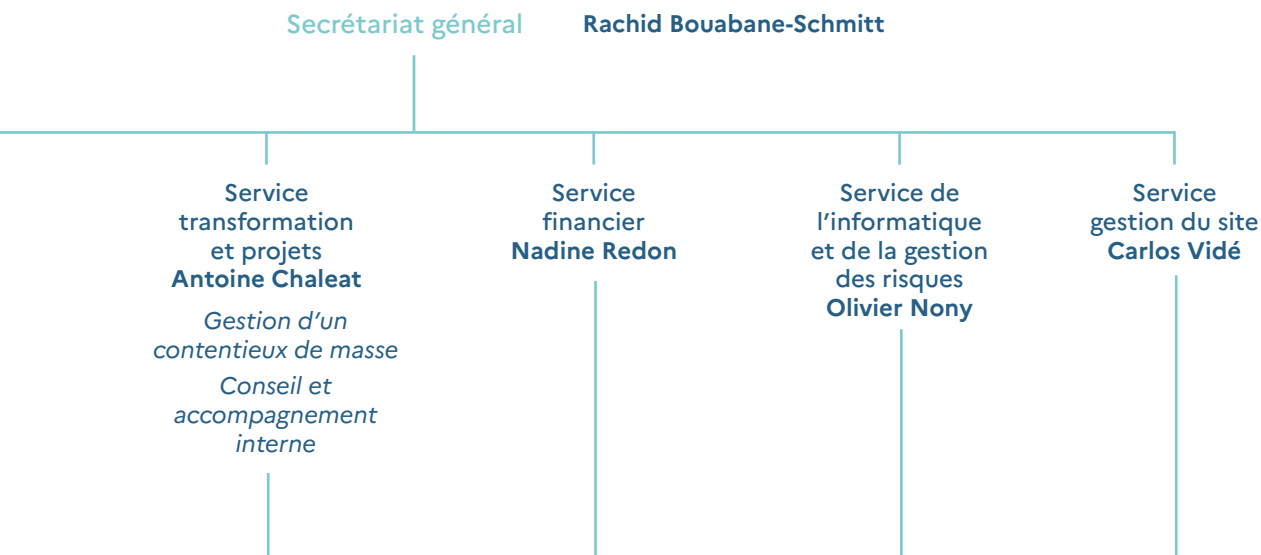 Secrétariat général Rachid Bouabane-Schmitt
Service
transformation
et projets
Antoine Chaleat
Gestion d’un
contentieux de masse
Conseil et
accompagnement
interne
Service
financier
Nadine Redon
Service de
l’informatique
et de la gestion
des risques
Olivier Nony
Service
gestion du site
Carlos Vidé